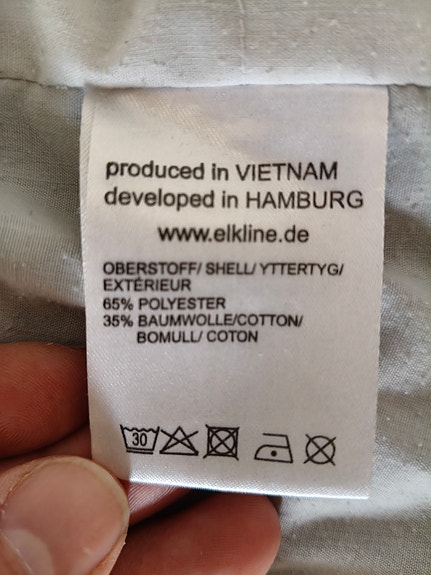 produced in VIETNAM
developed in HAMBURG
www.elkline.de
OBERSTOFF/ SHELL/ YTTERTYG/
EXTÉRIEUR
65% POLYESTER
35% BAUMWOLLE/COTTON/
BOMULL/ COTON
30